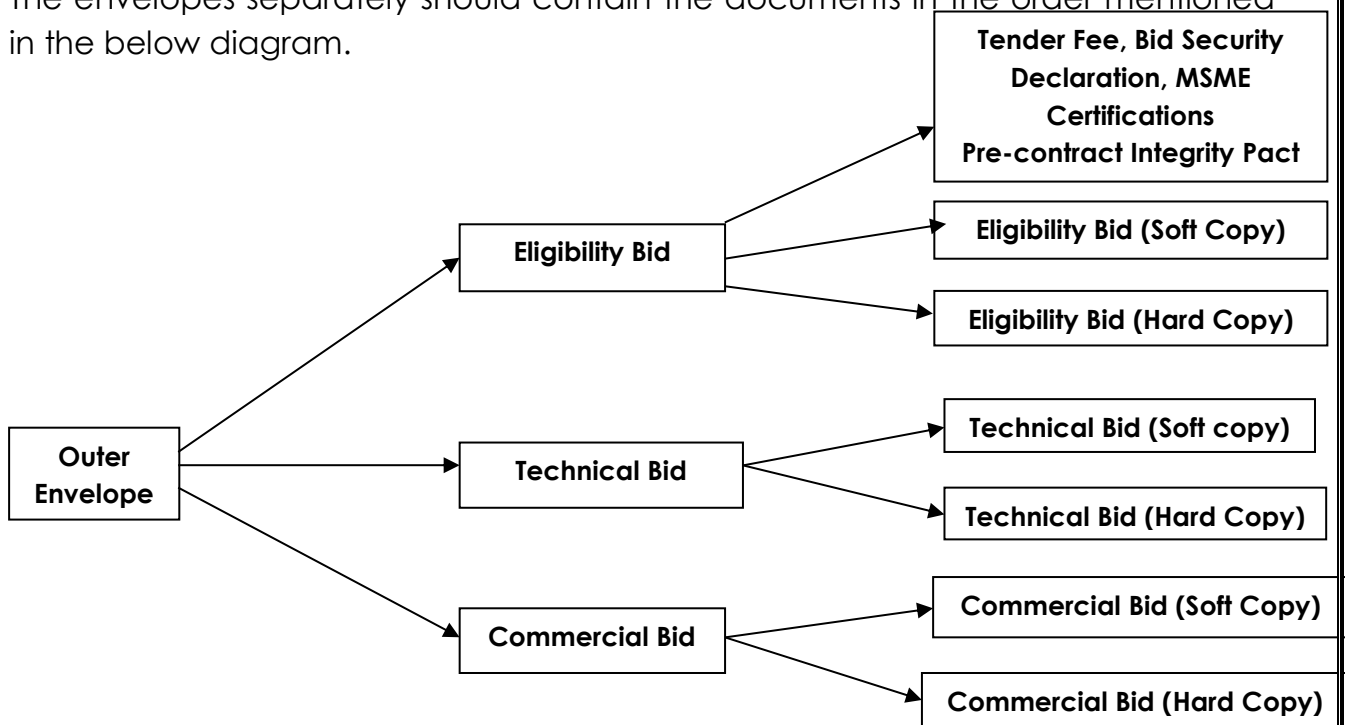 The envelopes separately should contain the documents in the order mentioned
in the below diagram.
Tender Fee, Bid Security
Declaration, MSME
Certifications
Pre-contract Integrity Pact
Eligibility Bid
Eligibility Bid (Soft Copy)
Eligibility Bid (Hard Copy)
Outer
Envelope
Technical Bid
Technical Bid (Soft copy)
Technical Bid (Hard Copy)
Commercial Bid
Commercial Bid (Soft Copy)
Commercial Bid (Hard Copy)